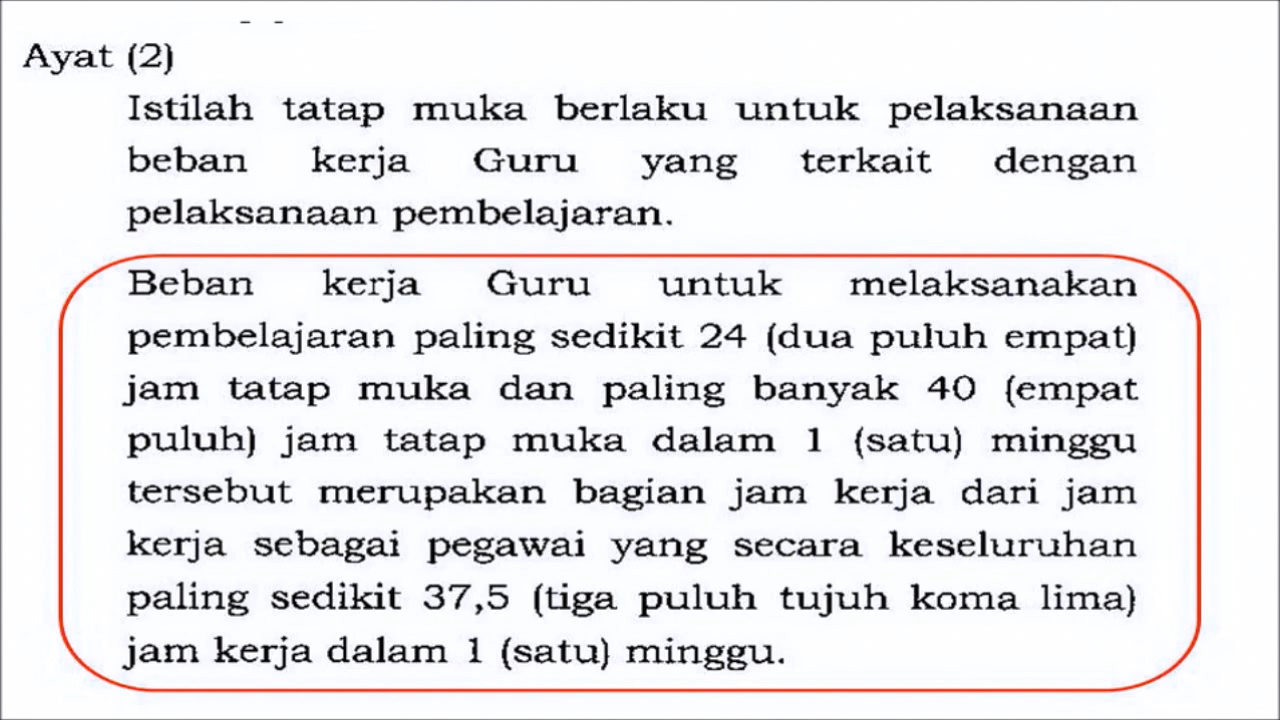 Ayat (2)
Istilah tatap muka berlaku untuk pelaksanaan
beban kerja Guru yang terkait dengan
pelaksanaan pembelajaran.
Beban kerja Guru untuk melaksanakan
pembelajaran paling sedikit 24 (dua puluh empat)
jam tatap muka dan paling banyak 40 (empat
puluh) jam tatap muka dalam 1 (satu) minggu
tersebut merupakan bagian jam kerja dari jam
kerja sebagai pegawai yang secara keseluruhan
paling sedikit 37,5 (tiga puluh tujuh koma lima)
jam kerja dalam 1 (satu) minggu.